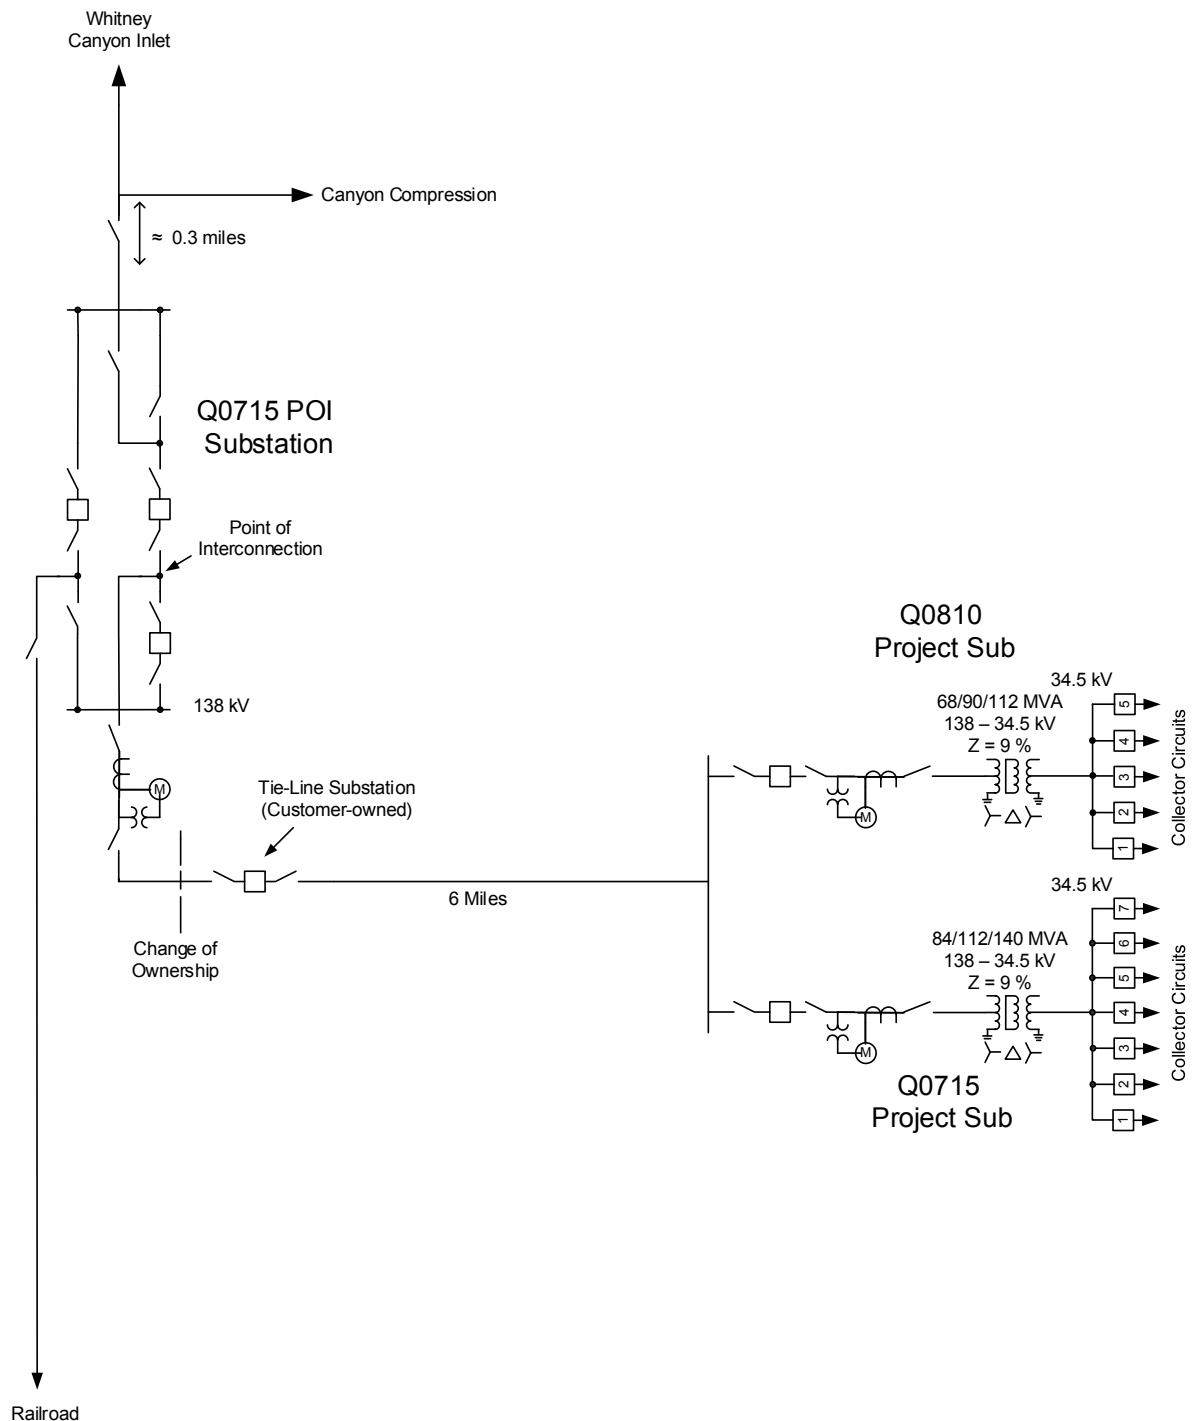 Whitney
Canyon Inlet
Canyon Compression
≈ 0.3 miles
Q0715 POI
Substation
Point of
Interconnection
138 kV
M
Tie-Line Substation
(Customer-owned)
Change of
Ownership
6 Miles
Q0810
Project Sub
34.5 kV
68/90/112 MVA
138 – 34.5 kV
Z = 9 %
M
5
4
3
2
1
Collector Circuits
34.5 kV
84/112/140 MVA
138 – 34.5 kV
Z = 9 %
M
7
6
5
4
3
2
1
Collector Circuits
Q0715
Project Sub
Railroad